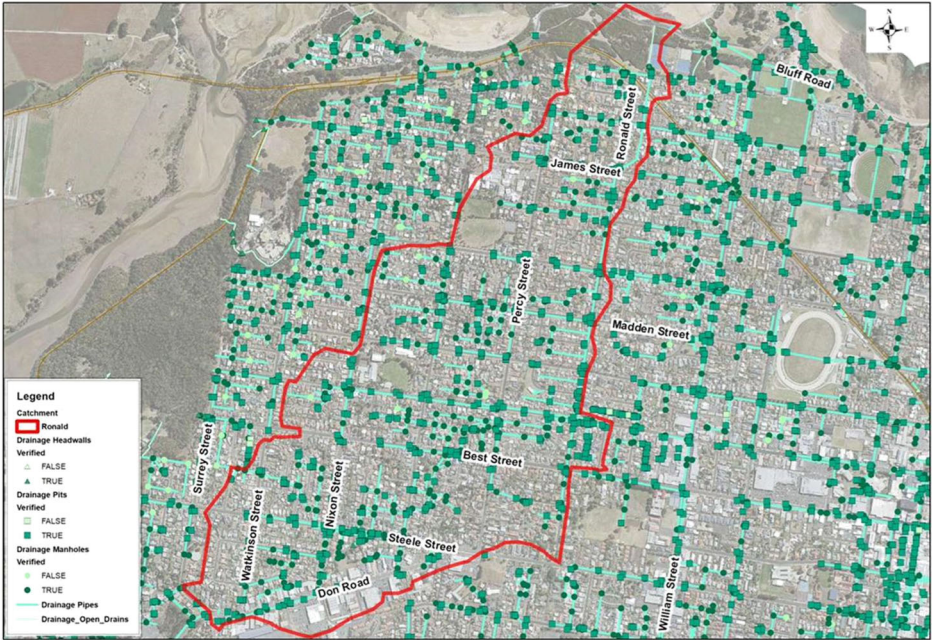 N
W E
S
Bluff Road
Ronald Street
James Street
Percy Street
Madden Street
Best Street
Surrey Street
Nixon Street
Watkinson Street
Steele Street
Don Road
William Street
Legend
Catchment
Ronald
Drainage Headwalls
Verified
FALSE
TRUE
Drainage Pits
Verified
FALSE
TRUE
Drainage Manholes
Verified
FALSE
TRUE
Drainage Pipes
Drainage_Open_Drains